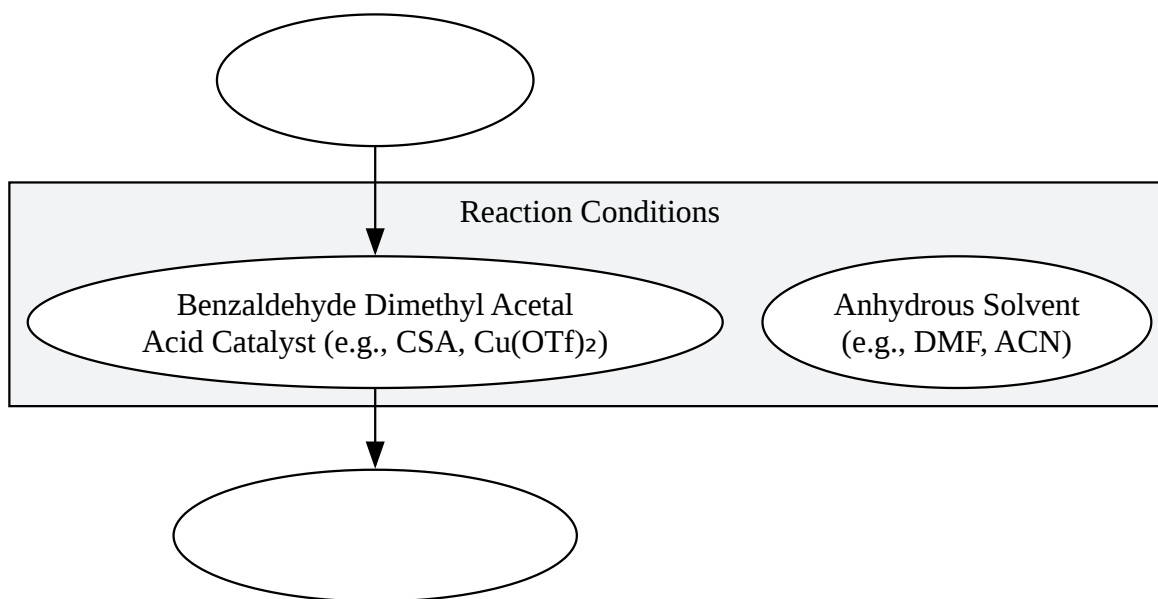 Reaction Conditions
Benzaldehyde Dimethyl Acetal
Acid Catalyst (e.g., CSA, Cu(OTf)₂)
Anhydrous Solvent
(e.g., DMF, ACN)